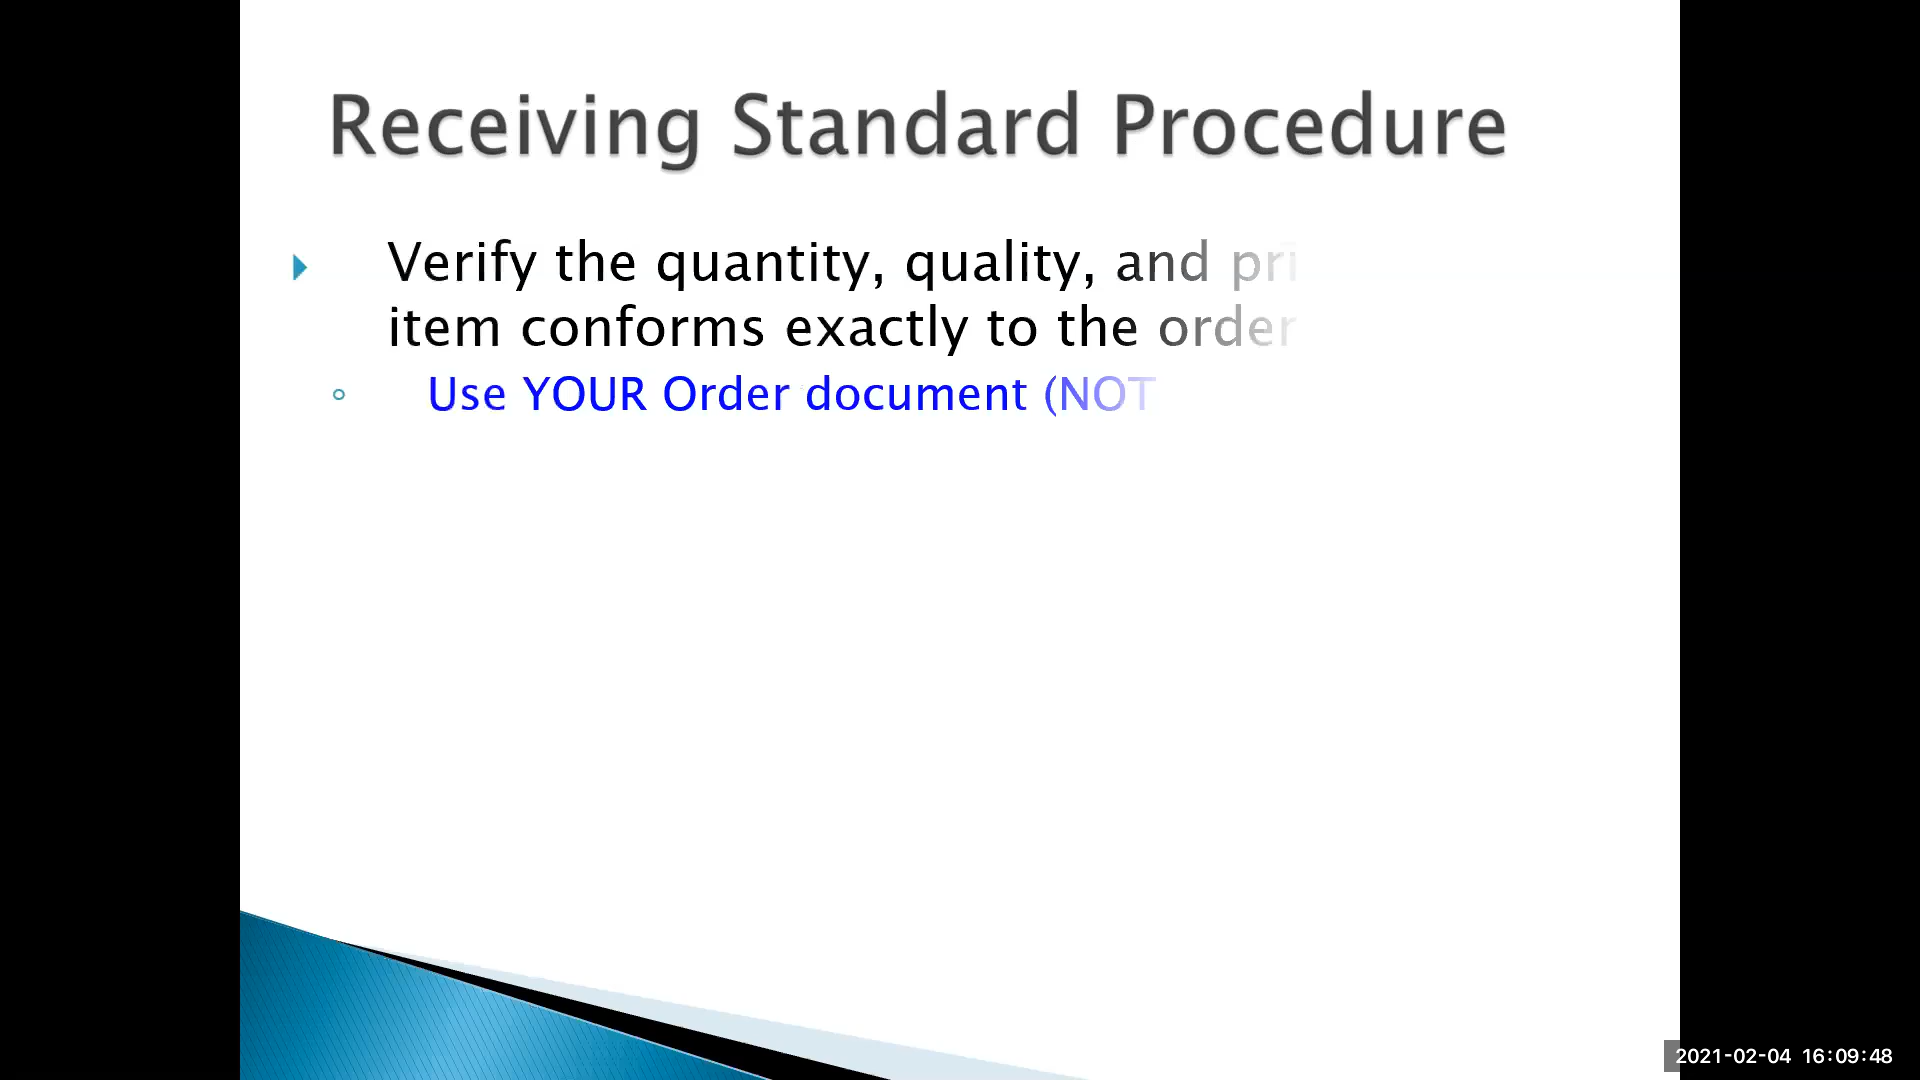 Receiving Standard Procedure
Verify the quantity, quality, and
item conforms exactly to the order
Use YOUR Order document (NOT
2021-02-04 16:09:48